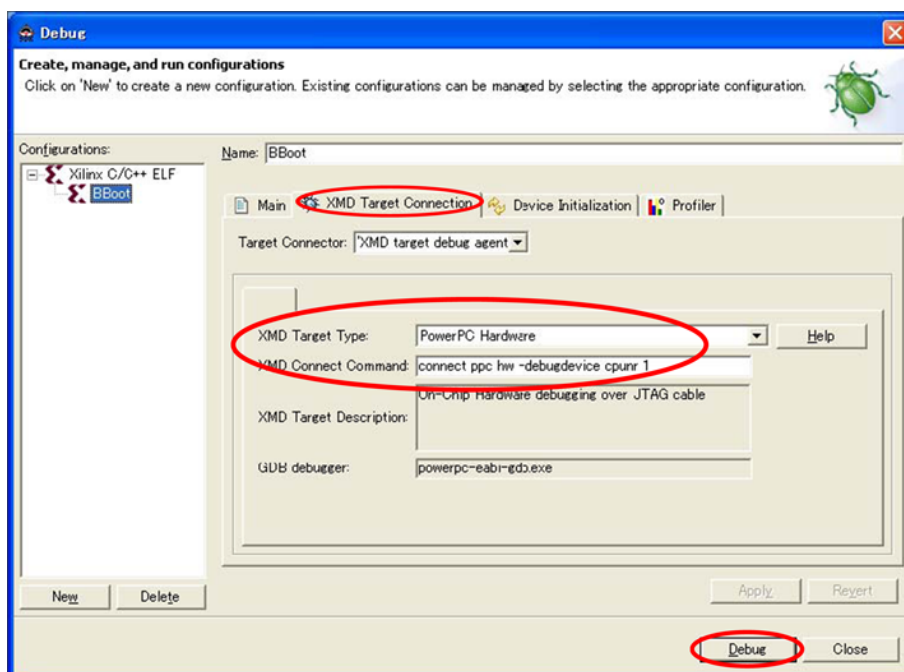 Debug
Create, manage, and run configurations
Click on 'New' to create a new configuration. Existing configurations can be managed by selecting the appropriate configuration.
Configurations:
Xilinx C/C++ ELF
BBoot
Name: BBoot
Main XMD Target Connection Device Initialization Profiler
Target Connector: 'XMD target debug agent
XMD Target Type: PowerPC Hardware Help
XMD Connect Command: connect ppc hw -debugdevice cpunr 1
XMD Target Description: On-Chip Hardware debugging over JTAG cable
GDB debugger: powerpc-eabi-gdb.exe
New Delete Apply Revert
Debug Close